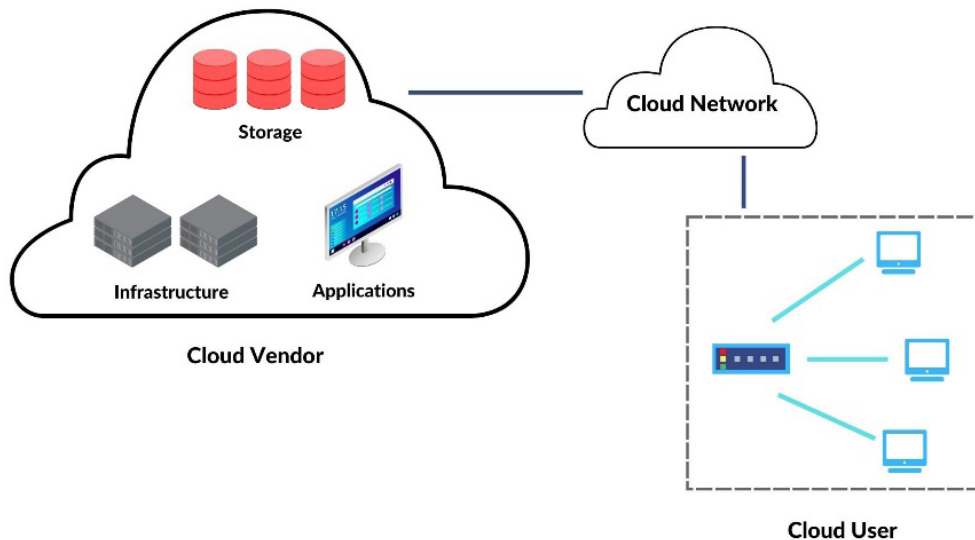 Storage
Cloud Network
Infrastructure
Applications
Cloud Vendor
Cloud User